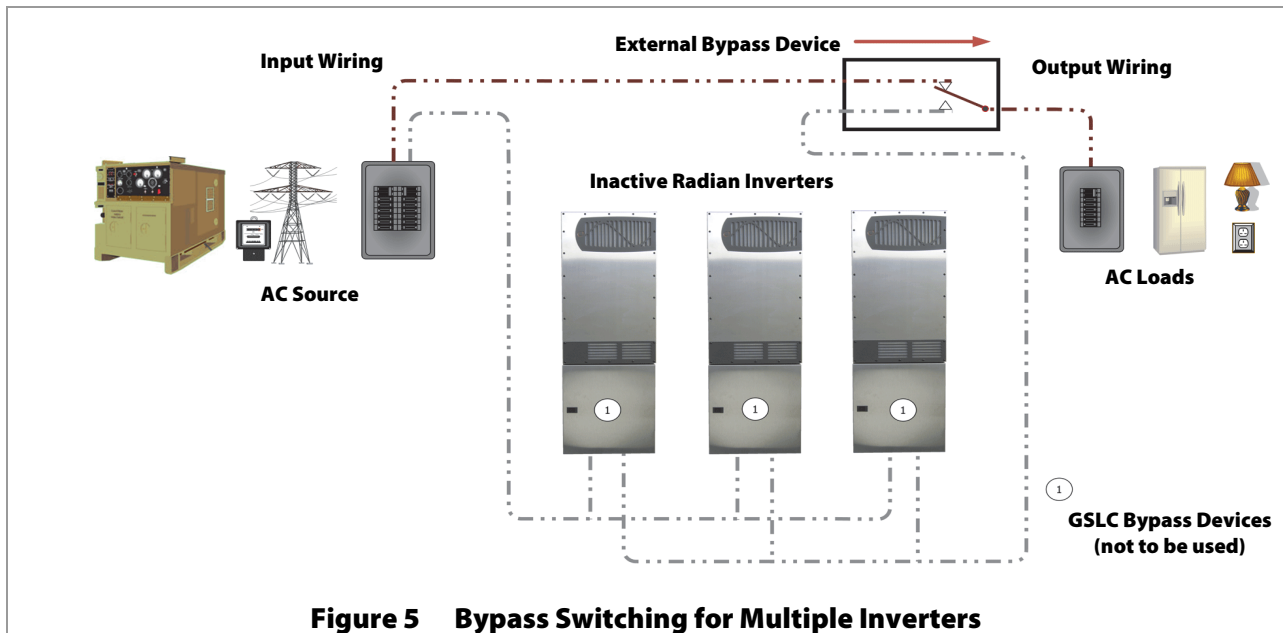 External Bypass Device
Input Wiring
Output Wiring
Inactive Radian Inverters
AC Source
AC Loads
1
1
1
1
GSLC Bypass Devices
(not to be used)
Figure 5 Bypass Switching for Multiple Inverters